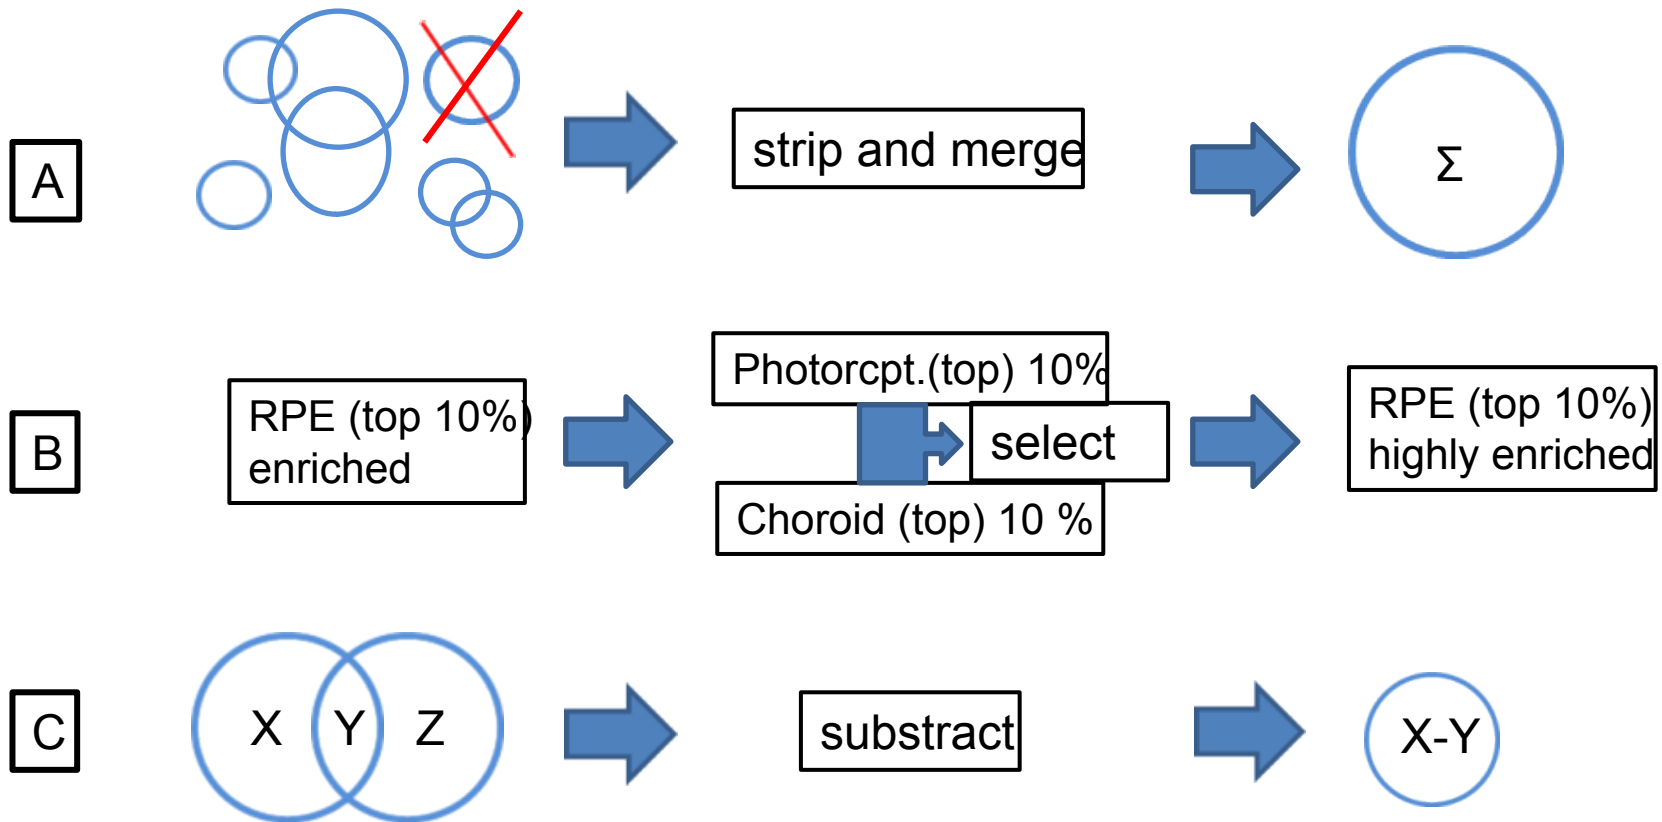 A
strip and merge
Σ
B
RPE (top 10%)
enriched
Photorcpt.(top) 10%
select
Choroid (top) 10 %
RPE (top 10%)
highly enriched
C
X Y Z
substract
X-Y